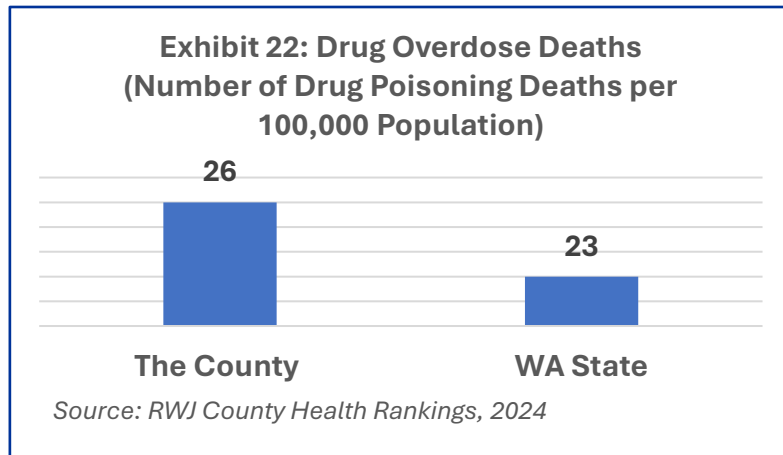 Exhibit 22: Drug Overdose Deaths
(Number of Drug Poisoning Deaths per
100,000 Population)
26
23
The County
WA State
Source: RWJ County Health Rankings, 2024